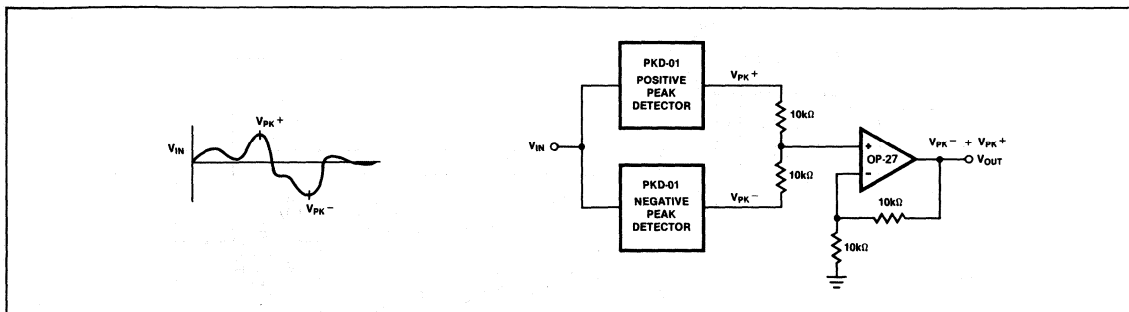 V_IN
V_PK+
V_PK−
V_IN
PKD-01
POSITIVE
PEAK
DETECTOR
V_PK+
10kΩ
PKD-01
NEGATIVE
PEAK
DETECTOR
V_PK−
10kΩ
+
−
OP-27
V_PK− + V_PK+
V_OUT
10kΩ
10kΩ